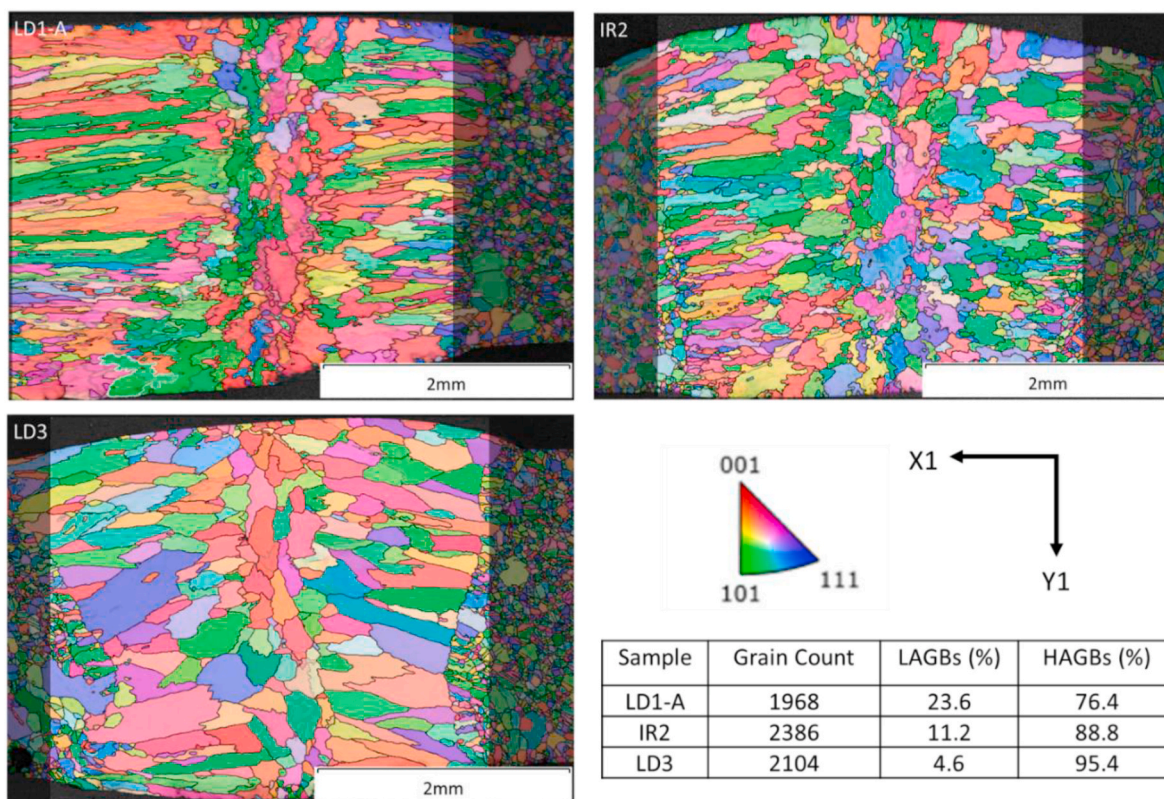 LD1-A
2mm
IR2
2mm
LD3
2mm
001
101
111
X1
Y1
Sample Grain Count LAGBs (%) HAGBs (%)
LD1-A 1968 23.6 76.4
IR2 2386 11.2 88.8
LD3 2104 4.6 95.4